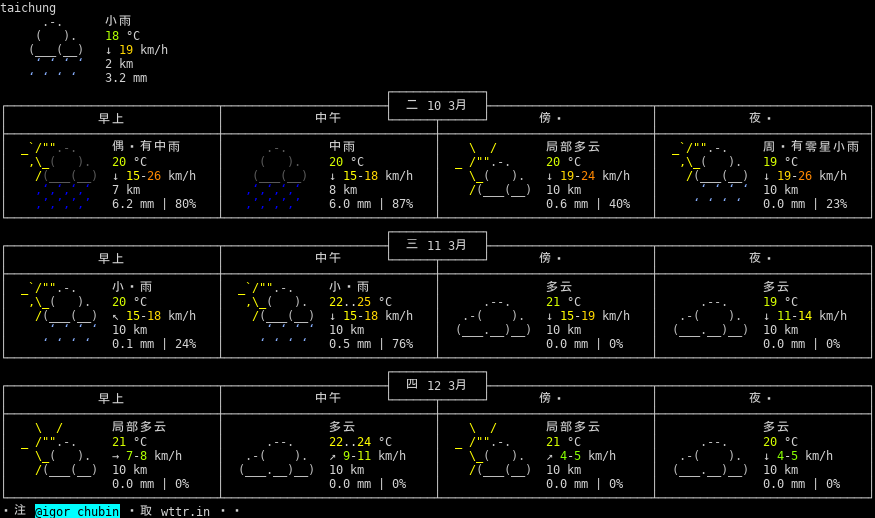 taichung
小雨
18 °C
↓ 19 km/h
2 km
3.2 mm
二 10 3月
早上 中午 傍・ 夜・
偶・有中雨 中雨 局部多云 周・有零星小雨
20 °C 20 °C 20 °C 19 °C
↓ 15-26 km/h ↓ 15-18 km/h ↓ 19-24 km/h ↓ 19-26 km/h
7 km 8 km 10 km 10 km
6.2 mm | 80% 6.0 mm | 87% 0.6 mm | 40% 0.0 mm | 23%
三 11 3月
早上 中午 傍・ 夜・
小・雨 小・雨 多云 多云
20 °C 22..25 °C 21 °C 19 °C
↖ 15-18 km/h ↓ 15-18 km/h ↓ 15-19 km/h ↓ 11-14 km/h
10 km 10 km 10 km 10 km
0.1 mm | 24% 0.5 mm | 76% 0.0 mm | 0% 0.0 mm | 0%
四 12 3月
早上 中午 傍・ 夜・
局部多云 多云 局部多云 多云
21 °C 22..24 °C 21 °C 20 °C
→ 7-8 km/h ↗ 9-11 km/h ↗ 4-5 km/h ↓ 4-5 km/h
10 km 10 km 10 km 10 km
0.0 mm | 0% 0.0 mm | 0% 0.0 mm | 0% 0.0 mm | 0%
・注 @igor_chubin ・取 wttr.in ・・